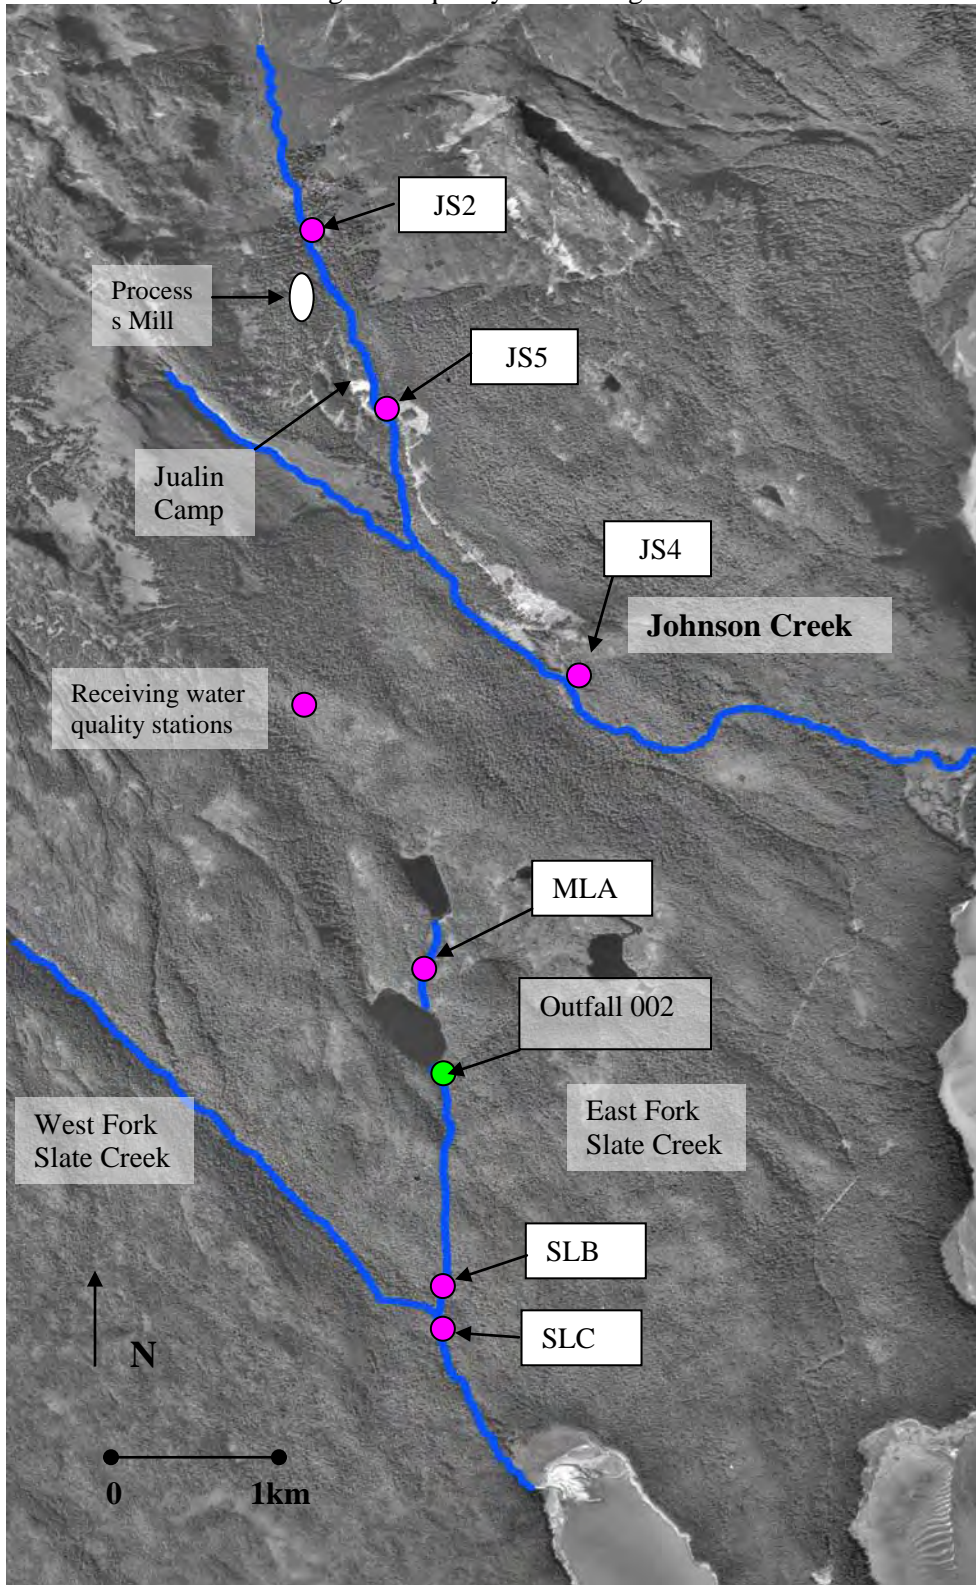 JS2
Process
s Mill
JS5
Jualin
Camp
JS4
Johnson Creek
Receiving water
quality stations
MLA
Outfall 002
West Fork
Slate Creek
East Fork
Slate Creek
SLB
SLC
N
0 1km